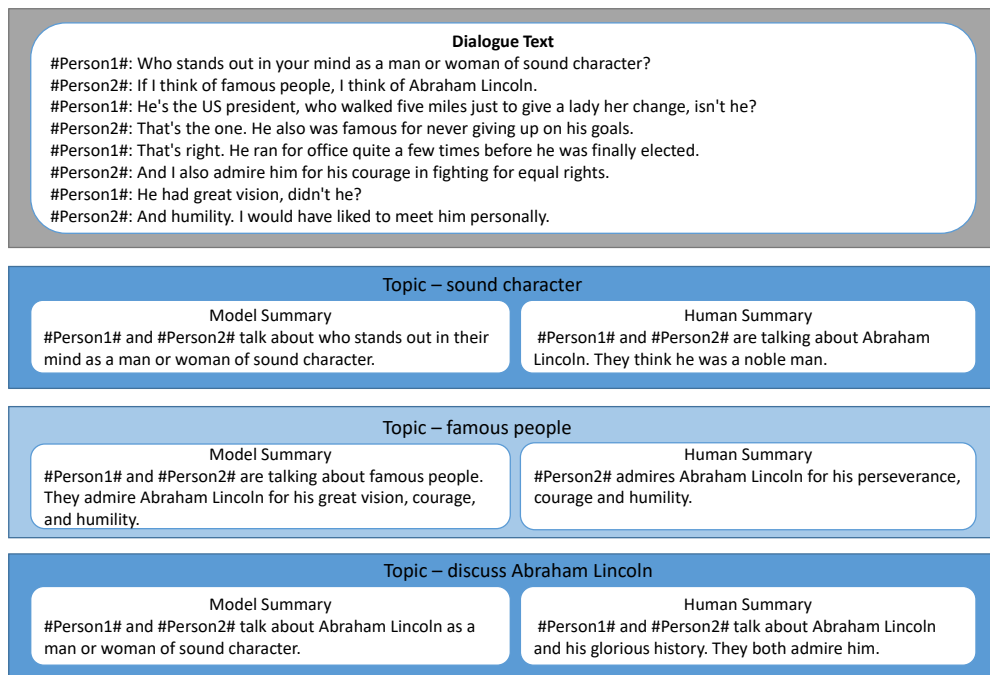 Dialogue Text
#Person1#: Who stands out in your mind as a man or woman of sound character?
#Person2#: If I think of famous people, I think of Abraham Lincoln.
#Person1#: He's the US president, who walked five miles just to give a lady her change, isn't he?
#Person2#: That's the one. He also was famous for never giving up on his goals.
#Person1#: That's right. He ran for office quite a few times before he was finally elected.
#Person2#: And I also admire him for his courage in fighting for equal rights.
#Person1#: He had great vision, didn't he?
#Person2#: And humility. I would have liked to meet him personally.
Topic – sound character
Model Summary
#Person1# and #Person2# talk about who stands out in their
mind as a man or woman of sound character.
Human Summary
#Person1# and #Person2# are talking about Abraham
Lincoln. They think he was a noble man.
Topic – famous people
Model Summary
#Person1# and #Person2# are talking about famous people.
They admire Abraham Lincoln for his great vision, courage,
and humility.
Human Summary
#Person2# admires Abraham Lincoln for his perseverance,
courage and humility.
Topic – discuss Abraham Lincoln
Model Summary
#Person1# and #Person2# talk about Abraham Lincoln as a
man or woman of sound character.
Human Summary
#Person1# and #Person2# talk about Abraham Lincoln
and his glorious history. They both admire him.